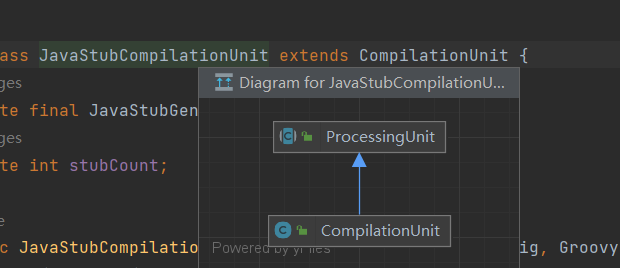 ass JavaStubCompilationUnit extends CompilationUnit {
ges
Diagram for JavaStubCompilationU...
te final JavaStubGen
ProcessingUnit
ges
te int stubCount;
e
CompilationUnit
c JavaStubCompilatio
Powered by yFiles
ig, Groovy